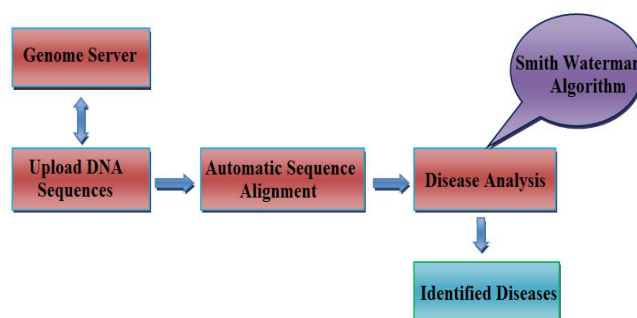 Genome Server
Smith Waterman
Algorithm
Upload DNA
Sequences
Automatic Sequence
Alignment
Disease Analysis
Identified Diseases